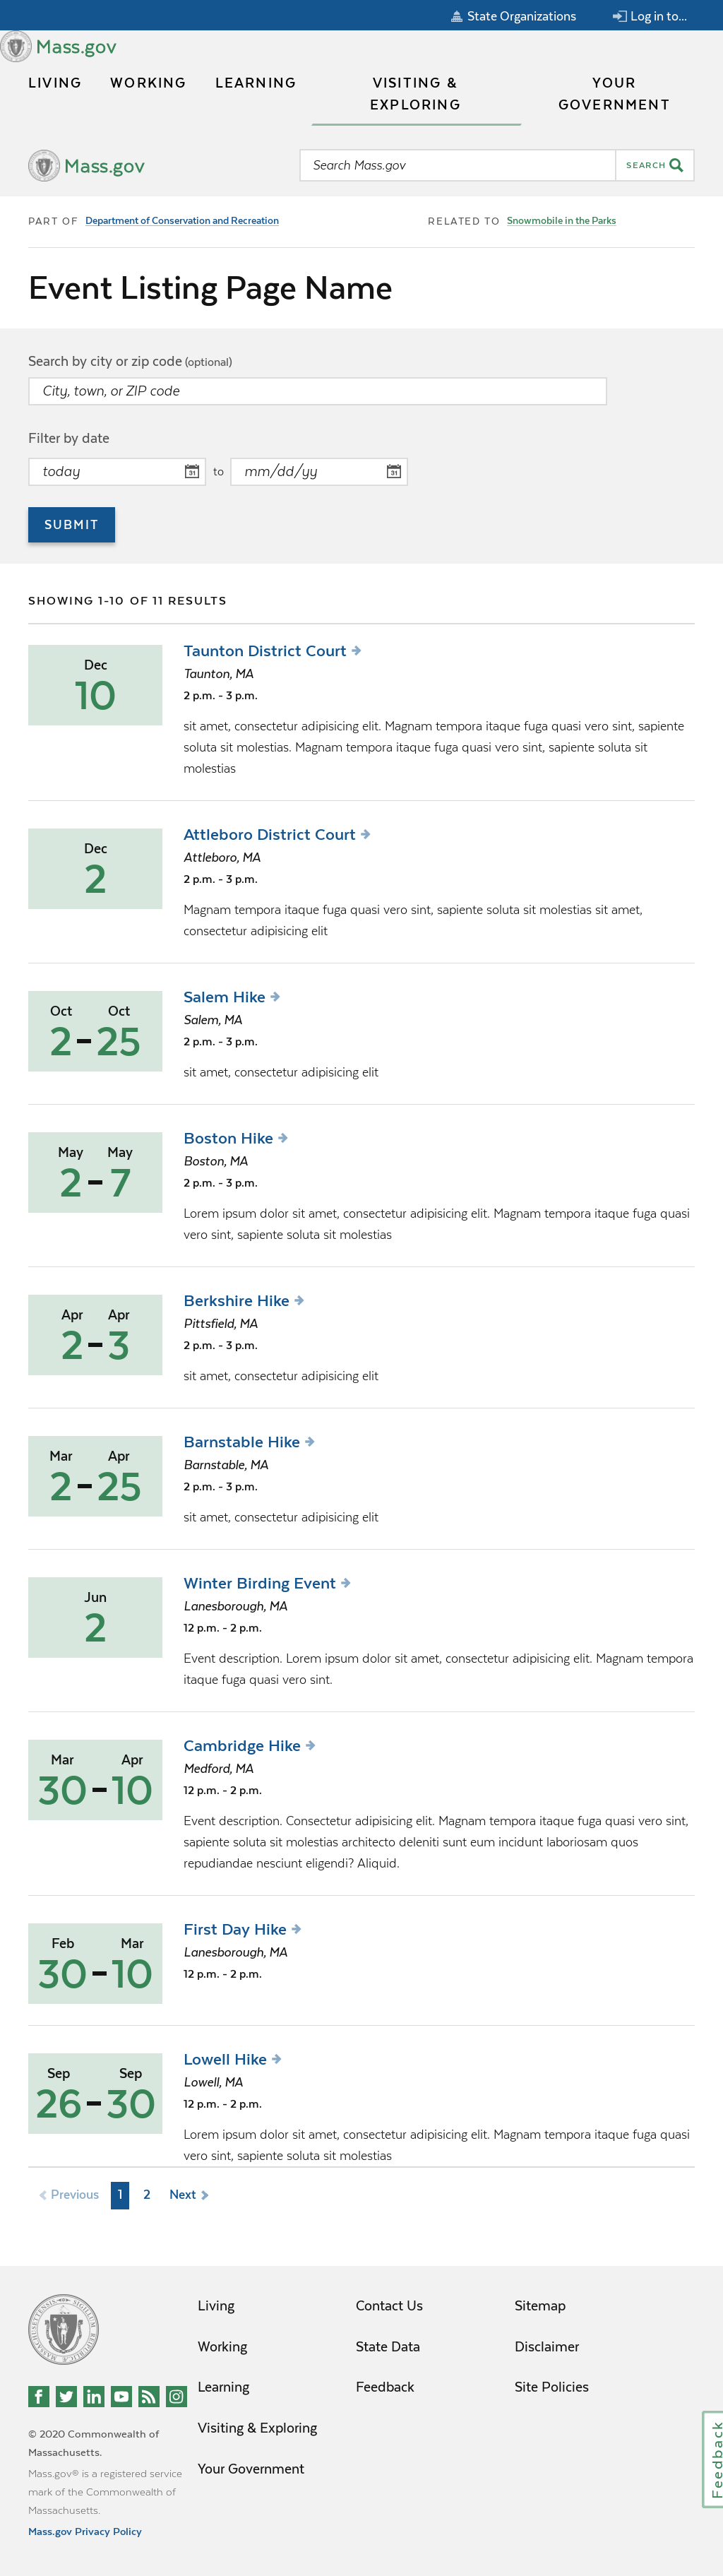 State Organizations
Log in to...
Mass.gov
LIVING
WORKING
LEARNING
VISITING &
EXPLORING
YOUR
GOVERNMENT
Mass.gov
Search Mass.gov
SEARCH
PART OF Department of Conservation and Recreation
RELATED TO Snowmobile in the Parks
Event Listing Page Name
Search by city or zip code (optional)
City, town, or ZIP code
Filter by date
today
31
to
mm/dd/yy
31
SUBMIT
SHOWING 1-10 OF 11 RESULTS
Dec
10
Taunton District Court
Taunton, MA
2 p.m. - 3 p.m.
sit amet, consectetur adipisicing elit. Magnam tempora itaque fuga quasi vero sint, sapiente
soluta sit molestias. Magnam tempora itaque fuga quasi vero sint, sapiente soluta sit
molestias
Dec
2
Attleboro District Court
Attleboro, MA
2 p.m. - 3 p.m.
Magnam tempora itaque fuga quasi vero sint, sapiente soluta sit molestias sit amet,
consectetur adipisicing elit
Oct Oct
2-25
Salem Hike
Salem, MA
2 p.m. - 3 p.m.
sit amet, consectetur adipisicing elit
May May
2-7
Boston Hike
Boston, MA
2 p.m. - 3 p.m.
Lorem ipsum dolor sit amet, consectetur adipisicing elit. Magnam tempora itaque fuga quasi
vero sint, sapiente soluta sit molestias
Apr Apr
2-3
Berkshire Hike
Pittsfield, MA
2 p.m. - 3 p.m.
sit amet, consectetur adipisicing elit
Mar Apr
2-25
Barnstable Hike
Barnstable, MA
2 p.m. - 3 p.m.
sit amet, consectetur adipisicing elit
Jun
2
Winter Birding Event
Lanesborough, MA
12 p.m. - 2 p.m.
Event description. Lorem ipsum dolor sit amet, consectetur adipisicing elit. Magnam tempora
itaque fuga quasi vero sint.
Mar Apr
30-10
Cambridge Hike
Medford, MA
12 p.m. - 2 p.m.
Event description. Consectetur adipisicing elit. Magnam tempora itaque fuga quasi vero sint,
sapiente soluta sit molestias architecto deleniti sunt eum incidunt laboriosam quos
repudiandae nesciunt eligendi? Aliquid.
Feb Mar
30-10
First Day Hike
Lanesborough, MA
12 p.m. - 2 p.m.
Sep Sep
26-30
Lowell Hike
Lowell, MA
12 p.m. - 2 p.m.
Lorem ipsum dolor sit amet, consectetur adipisicing elit. Magnam tempora itaque fuga quasi
vero sint, sapiente soluta sit molestias
Previous 1 2 Next
Living
Working
Learning
Visiting & Exploring
Your Government
Contact Us
State Data
Feedback
Sitemap
Disclaimer
Site Policies
© 2020 Commonwealth of
Massachusetts.
Mass.gov® is a registered service
mark of the Commonwealth of
Massachusetts.
Mass.gov Privacy Policy
Feedback